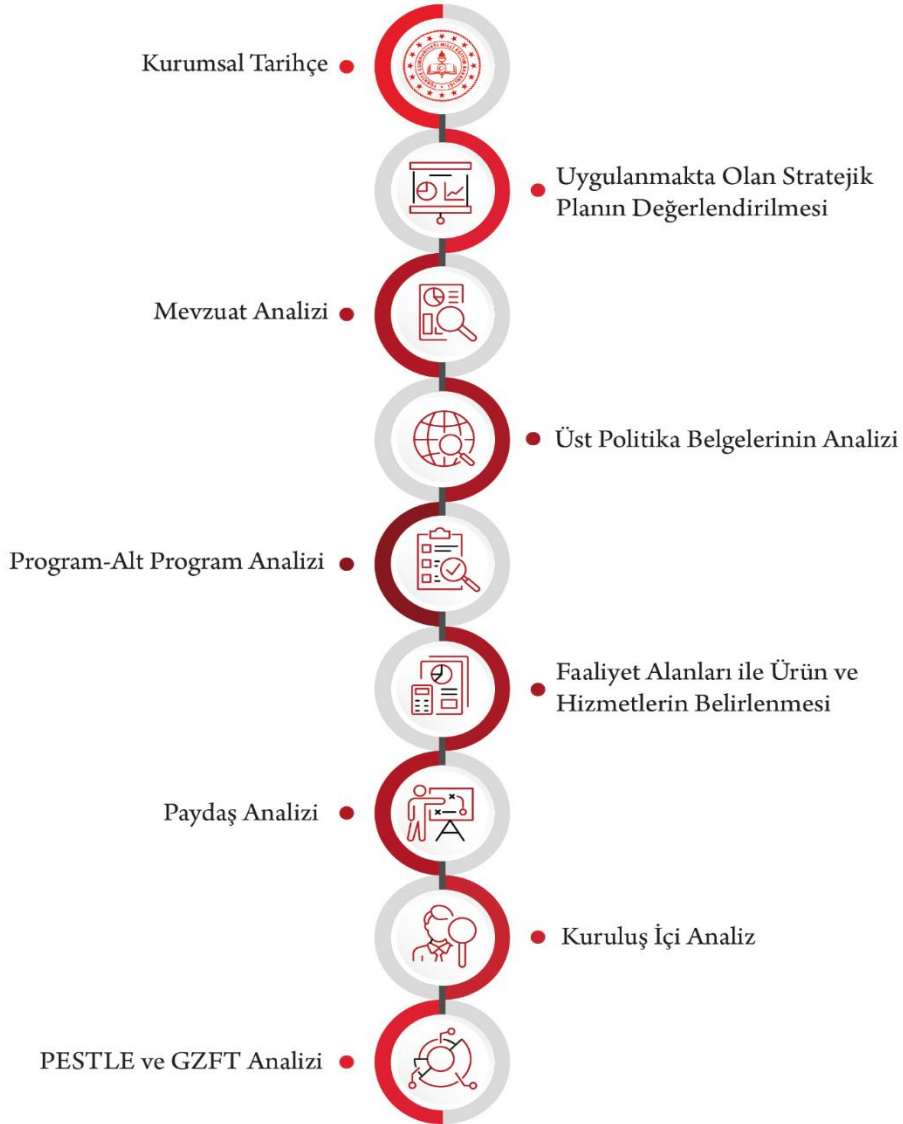 Kurumsal Tarihçe
Uygulanmakta Olan Stratejik
Planın Değerlendirilmesi
Mevzuat Analizi
Üst Politika Belgelerinin Analizi
Program-Alt Program Analizi
Faaliyet Alanları ile Ürün ve
Hizmetlerin Belirlenmesi
Paydaş Analizi
Kuruluş İçi Analiz
PESTLE ve GZFT Analizi